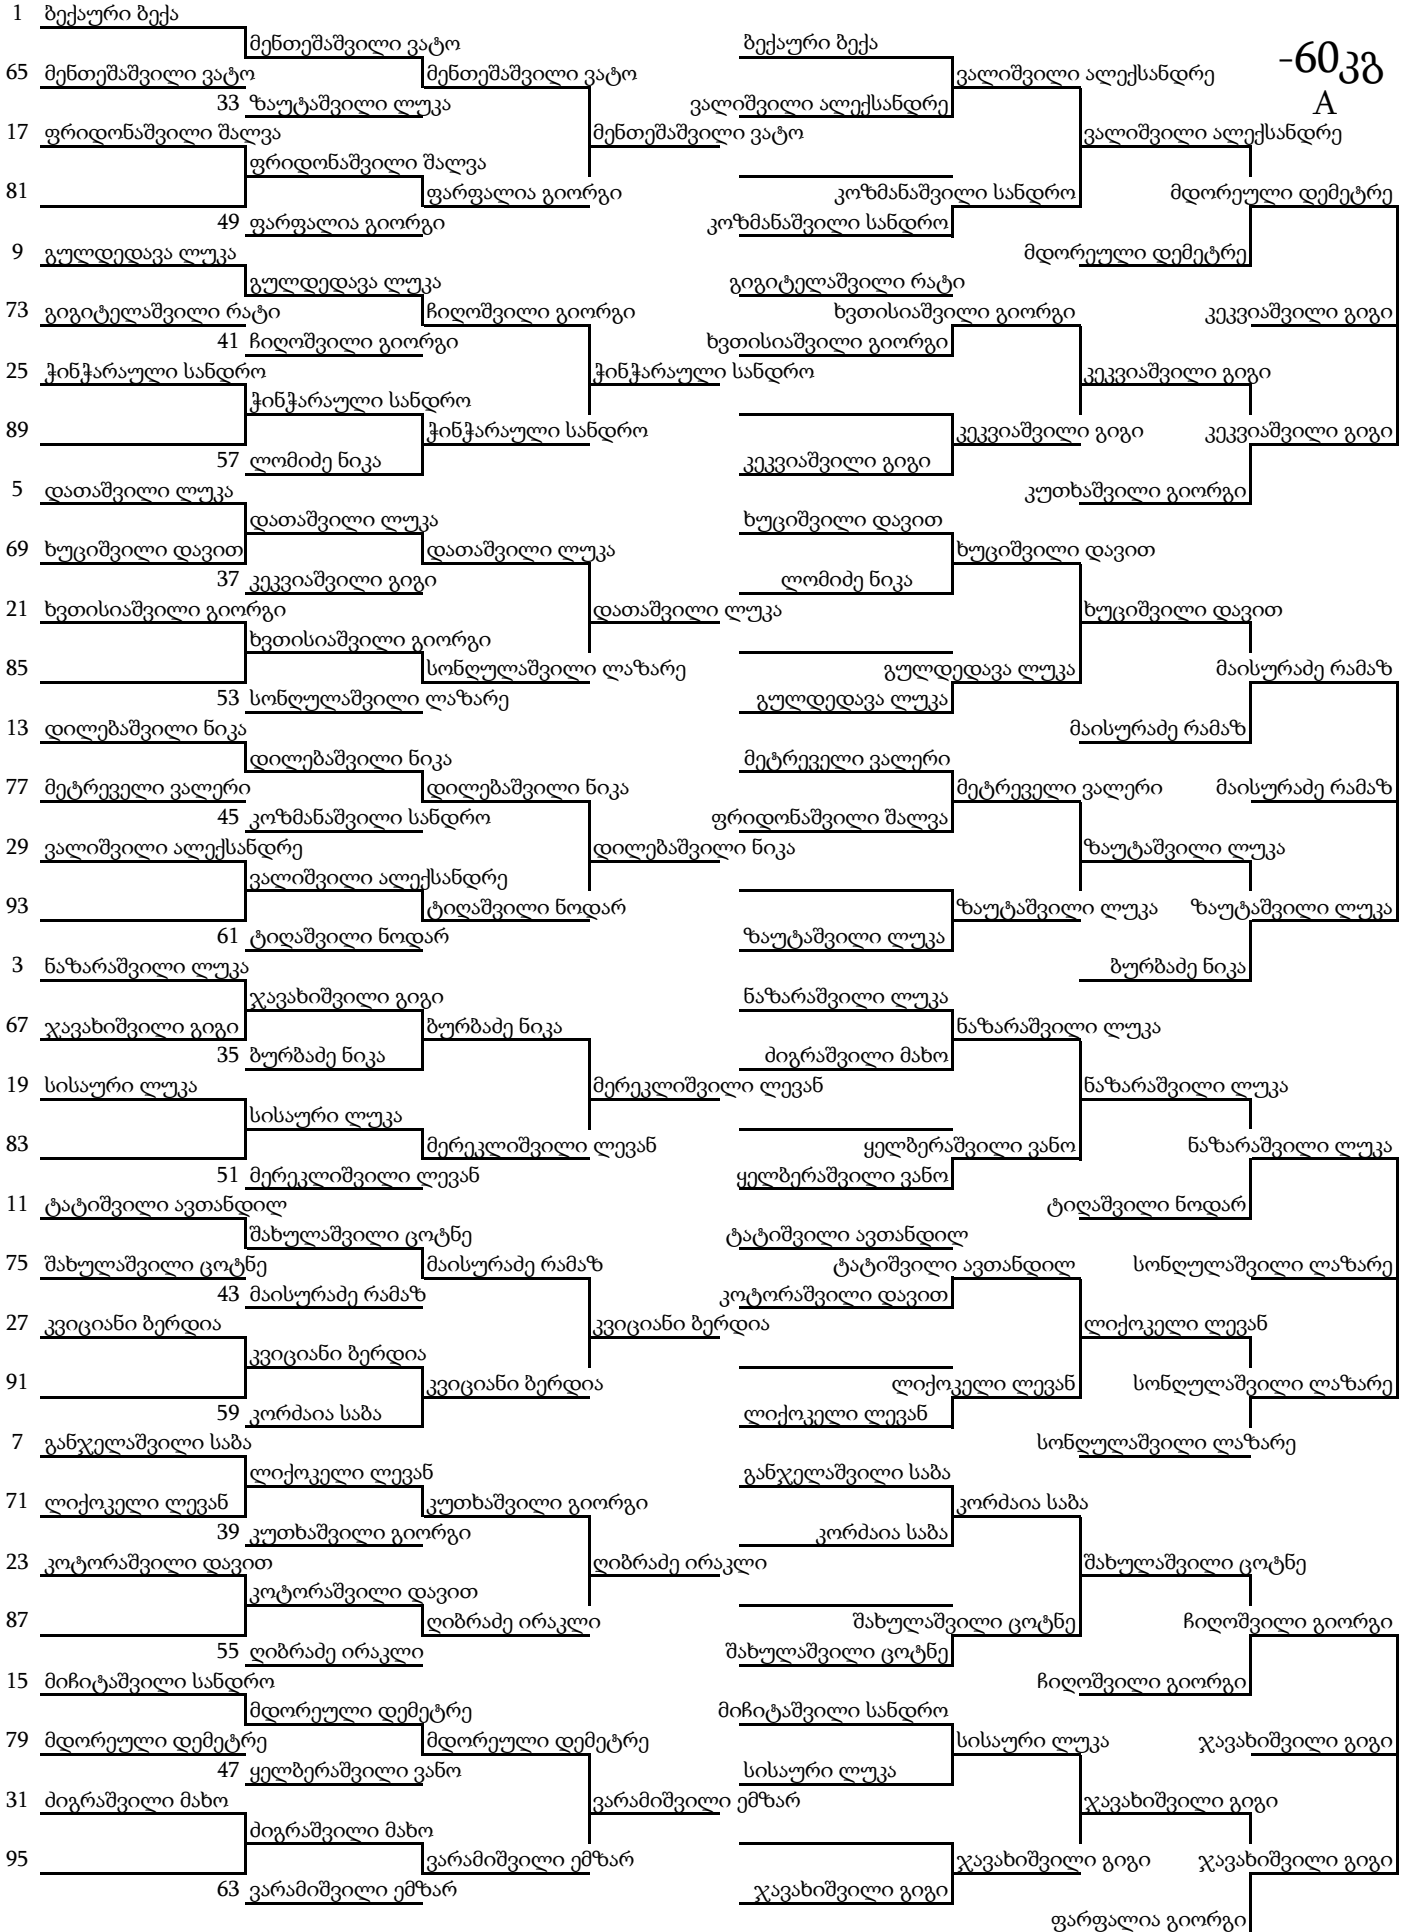 1 ბექაური ბექა
მენთეშაშვილი ვატო ბექაური ბექა
-60კგ
65 მენთეშაშვილი ვატო მენთეშაშვილი ვატო ვალიშვილი ალექსანდრე
33 ზაუტაშვილი ლუკა ვალიშვილი ალექსანდრე A
17 ფრიდონაშვილი შალვა მენთეშაშვილი ვატო ვალიშვილი ალექსანდრე
ფრიდონაშვილი შალვა
81 ფარფალია გიორგი კოზმანაშვილი სანდრო მდორეული დემეტრე
49 ფარფალია გიორგი კოზმანაშვილი სანდრო
9 გულდედავა ლუკა მდორეული დემეტრე
გულდედავა ლუკა გიგიტელაშვილი რატი
73 გიგიტელაშვილი რატი ჩიღოშვილი გიორგი ხვთისიაშვილი გიორგი კეკვიაშვილი გიგი
41 ჩიღოშვილი გიორგი ხვთისიაშვილი გიორგი
25 ჭინჭარაული სანდრო ჭინჭარაული სანდრო კეკვიაშვილი გიგი
ჭინჭარაული სანდრო
89 ჭინჭარაული სანდრო კეკვიაშვილი გიგი კეკვიაშვილი გიგი
57 ლომიძე ნიკა კეკვიაშვილი გიგი
5 დათაშვილი ლუკა კუთხაშვილი გიორგი
დათაშვილი ლუკა ხუციშვილი დავით
69 ხუციშვილი დავით დათაშვილი ლუკა ხუციშვილი დავით
37 კეკვიაშვილი გიგი ლომიძე ნიკა
21 ხვთისიაშვილი გიორგი დათაშვილი ლუკა ხუციშვილი დავით
ხვთისიაშვილი გიორგი
85 სონღულაშვილი ლაზარე გულდედავა ლუკა მაისურაძე რამაზ
53 სონღულაშვილი ლაზარე გულდედავა ლუკა
13 დილებაშვილი ნიკა მაისურაძე რამაზ
დილებაშვილი ნიკა მეტრეველი ვალერი
77 მეტრეველი ვალერი დილებაშვილი ნიკა მეტრეველი ვალერი მაისურაძე რამაზ
45 კოზმანაშვილი სანდრო ფრიდონაშვილი შალვა
29 ვალიშვილი ალექსანდრე დილებაშვილი ნიკა ზაუტაშვილი ლუკა
ვალიშვილი ალექსანდრე
93 ტიღაშვილი ნოდარ ზაუტაშვილი ლუკა ზაუტაშვილი ლუკა
61 ტიღაშვილი ნოდარ ზაუტაშვილი ლუკა
3 ნაზარაშვილი ლუკა ბურბაძე ნიკა
ჯავახიშვილი გიგი ნაზარაშვილი ლუკა
67 ჯავახიშვილი გიგი ბურბაძე ნიკა ნაზარაშვილი ლუკა
35 ბურბაძე ნიკა ძიგრაშვილი მახო
19 სისაური ლუკა მერეკლიშვილი ლევან ნაზარაშვილი ლუკა
სისაური ლუკა
83 მერეკლიშვილი ლევან ყელბერაშვილი ვანო ნაზარაშვილი ლუკა
51 მერეკლიშვილი ლევან ყელბერაშვილი ვანო
11 ტატიშვილი ავთანდილ ტიღაშვილი ნოდარ
შახულაშვილი ცოტნე ტატიშვილი ავთანდილ
75 შახულაშვილი ცოტნე მაისურაძე რამაზ ტატიშვილი ავთანდილ სონღულაშვილი ლაზარე
43 მაისურაძე რამაზ კოტორაშვილი დავით
27 კვიციანი ბერდია კვიციანი ბერდია ლიქოკელი ლევან
კვიციანი ბერდია
91 კვიციანი ბერდია ლიქოკელი ლევან სონღულაშვილი ლაზარე
59 კორძაია საბა ლიქოკელი ლევან
7 განჯელაშვილი საბა სონღულაშვილი ლაზარე
ლიქოკელი ლევან განჯელაშვილი საბა
71 ლიქოკელი ლევან კუთხაშვილი გიორგი კორძაია საბა
39 კუთხაშვილი გიორგი კორძაია საბა
23 კოტორაშვილი დავით ღიბრაძე ირაკლი შახულაშვილი ცოტნე
კოტორაშვილი დავით
87 ღიბრაძე ირაკლი შახულაშვილი ცოტნე ჩიღოშვილი გიორგი
55 ღიბრაძე ირაკლი შახულაშვილი ცოტნე
15 მიჩიტაშვილი სანდრო ჩიღოშვილი გიორგი
მდორეული დემეტრე მიჩიტაშვილი სანდრო
79 მდორეული დემეტრე მდორეული დემეტრე სისაური ლუკა ჯავახიშვილი გიგი
47 ყელბერაშვილი ვანო სისაური ლუკა
31 ძიგრაშვილი მახო ვარამიშვილი ემზარ ჯავახიშვილი გიგი
ძიგრაშვილი მახო
95 ვარამიშვილი ემზარ ჯავახიშვილი გიგი ჯავახიშვილი გიგი
63 ვარამიშვილი ემზარ ჯავახიშვილი გიგი
ფარფალია გიორგი